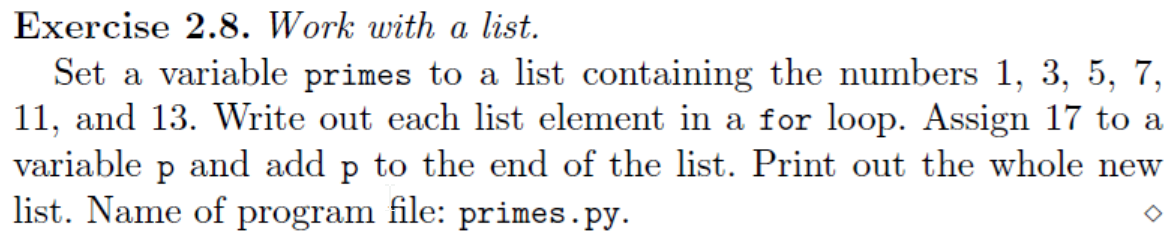 Exercise 2.8. Work with a list.
Set a variable primes to a list containing the numbers 1, 3, 5, 7,
11, and 13. Write out each list element in a for loop. Assign 17 to a
variable p and add p to the end of the list. Print out the whole new
list. Name of program file: primes.py. ◇